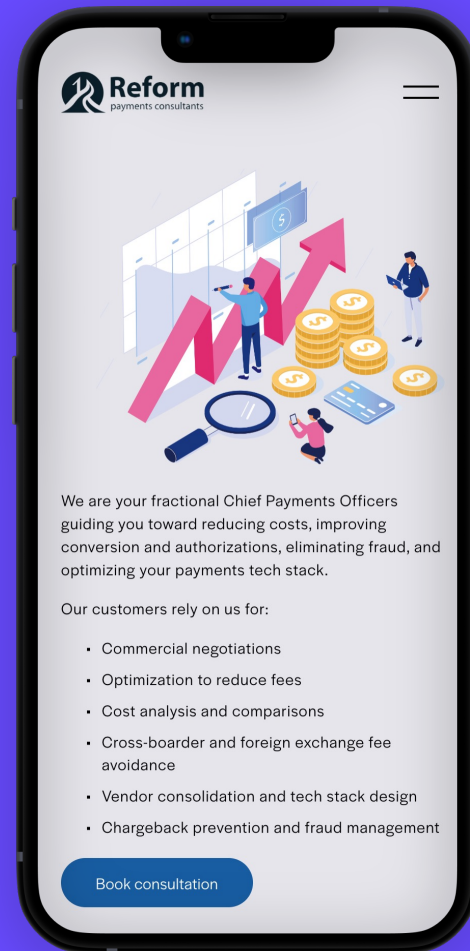 Reform
payments consultants
We are your fractional Chief Payments Officers
guiding you toward reducing costs, improving
conversion and authorizations, eliminating fraud, and
optimizing your payments tech stack.
Our customers rely on us for:
Commercial negotiations
Optimization to reduce fees
Cost analysis and comparisons
Cross-boarder and foreign exchange fee
avoidance
Vendor consolidation and tech stack design
Chargeback prevention and fraud management
Book consultation